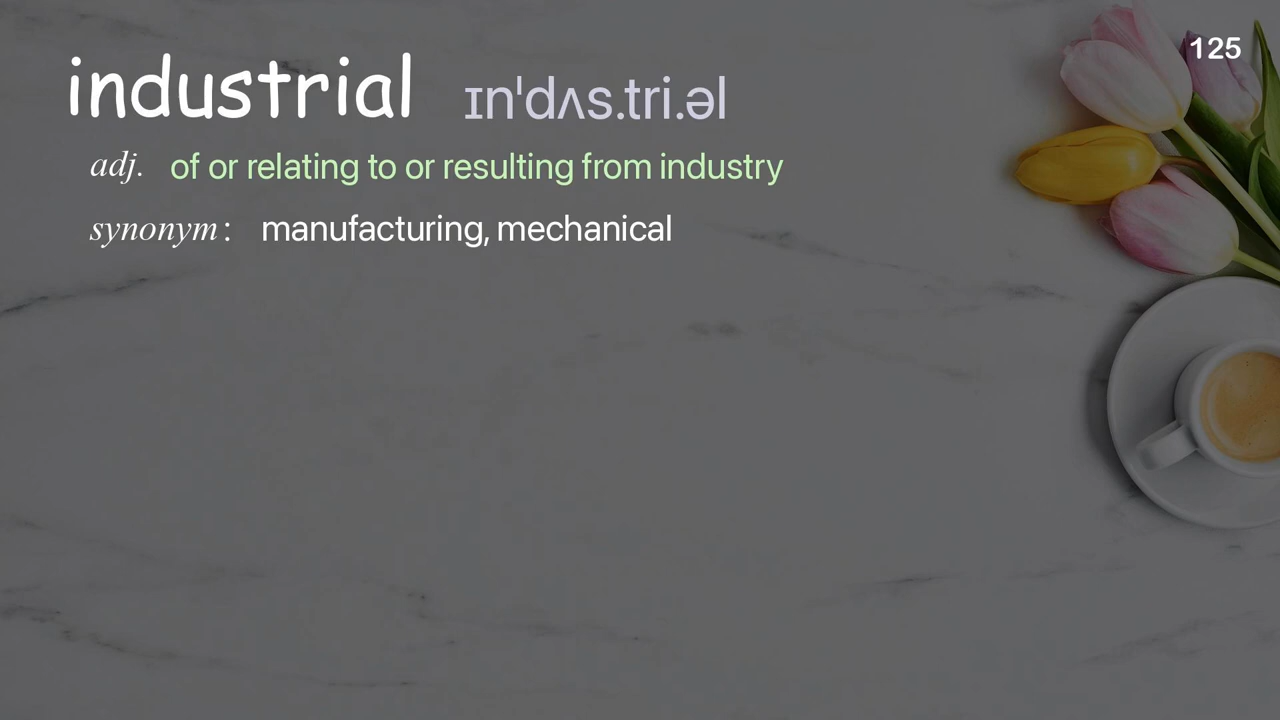 125
industrial ɪnˈdʌs.tri.əl
adj. of or relating to or resulting from industry
synonym: manufacturing, mechanical